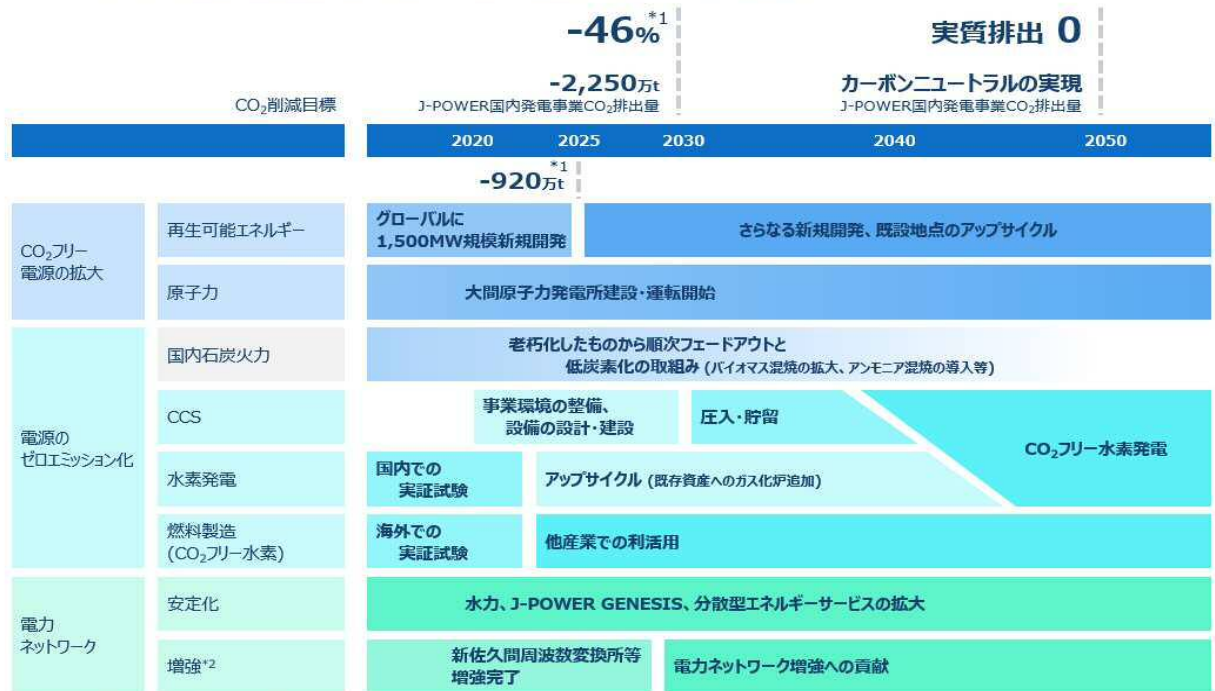 -46%*1
実質排出 0
-2,250万t
カーボンニュートラルの実現
CO₂削減目標
J-POWER国内発電事業CO₂排出量
J-POWER国内発電事業CO₂排出量
2020
2025
2030
2040
2050
-920万t*1
CO₂フリー
電源の拡大
再生可能エネルギー
グローバルに
1,500MW規模新規開発
さらなる新規開発、既設地点のアップサイクル
原子力
大間原子力発電所建設・運転開始
電源の
ゼロエミッション化
国内石炭火力
老朽化したものから順次フェードアウトと
低炭素化の取組み (バイオマス混焼の拡大、アンモニア混焼の導入等)
CCS
事業環境の整備、
設備の設計・建設
圧入・貯留
CO₂フリー水素発電
水素発電
国内での
実証試験
アップサイクル (既存資産へのガス化炉追加)
燃料製造
(CO₂フリー水素)
海外での
実証試験
他産業での利活用
電力
ネットワーク
安定化
水力、J-POWER GENESIS、分散型エネルギーサービスの拡大
増強*2
新佐久間周波数変換所等
増強完了
電力ネットワーク増強への貢献